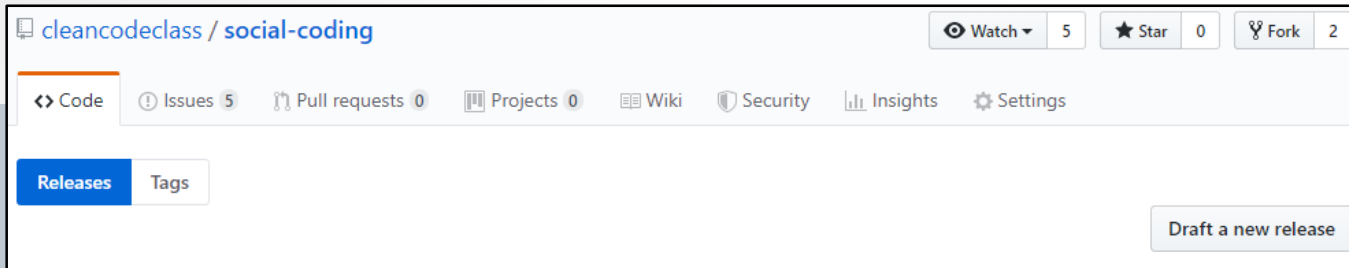 cleancodeclass / social-coding Watch 5 Star 0 Fork 2
<> Code Issues 5 Pull requests 0 Projects 0 Wiki Security Insights Settings
Releases Tags
Draft a new release